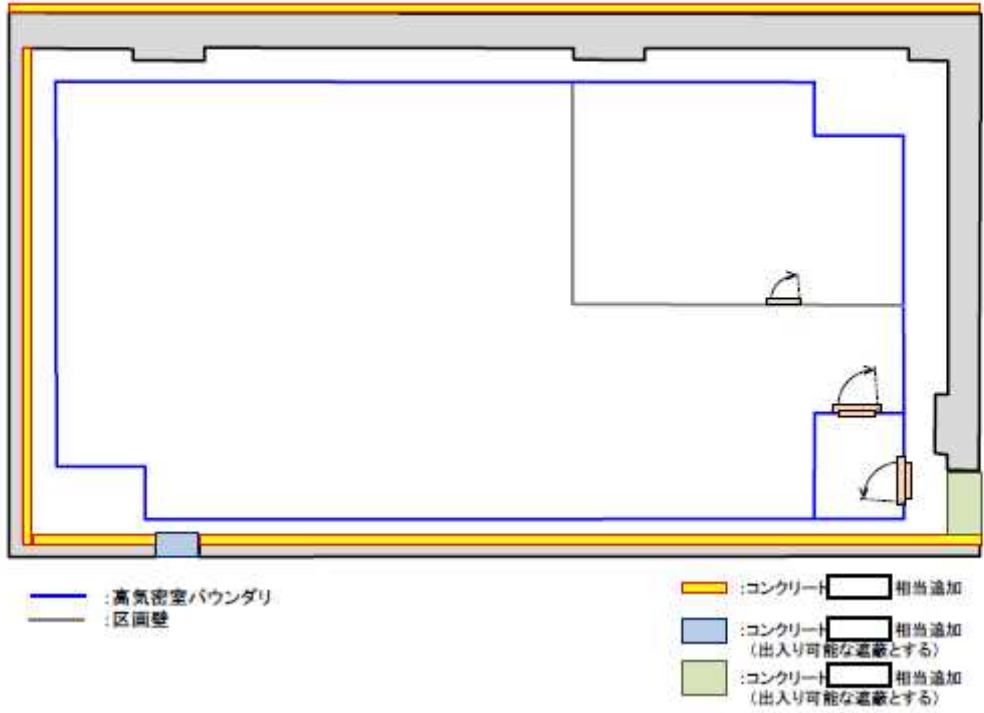 :高気密室バウンダリ
:区画壁
:コンクリート 相当追加
:コンクリート 相当追加
(出入り可能な遮蔽とする)
:コンクリート 相当追加
(出入り可能な遮蔽とする)